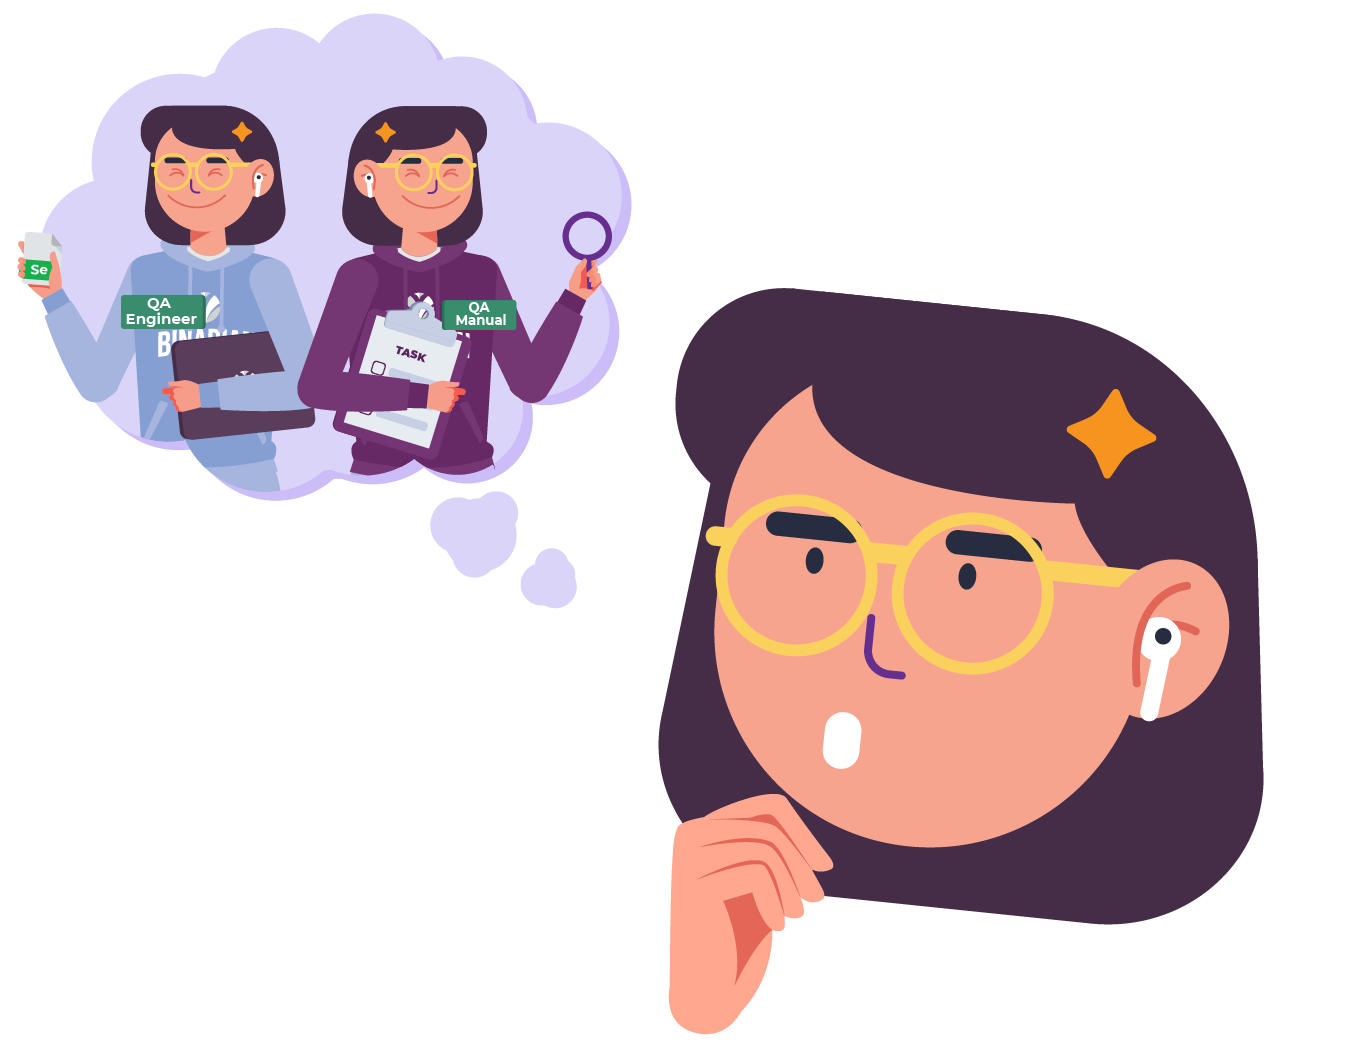 Se
QA
Engineer
QA
Manual
TASK